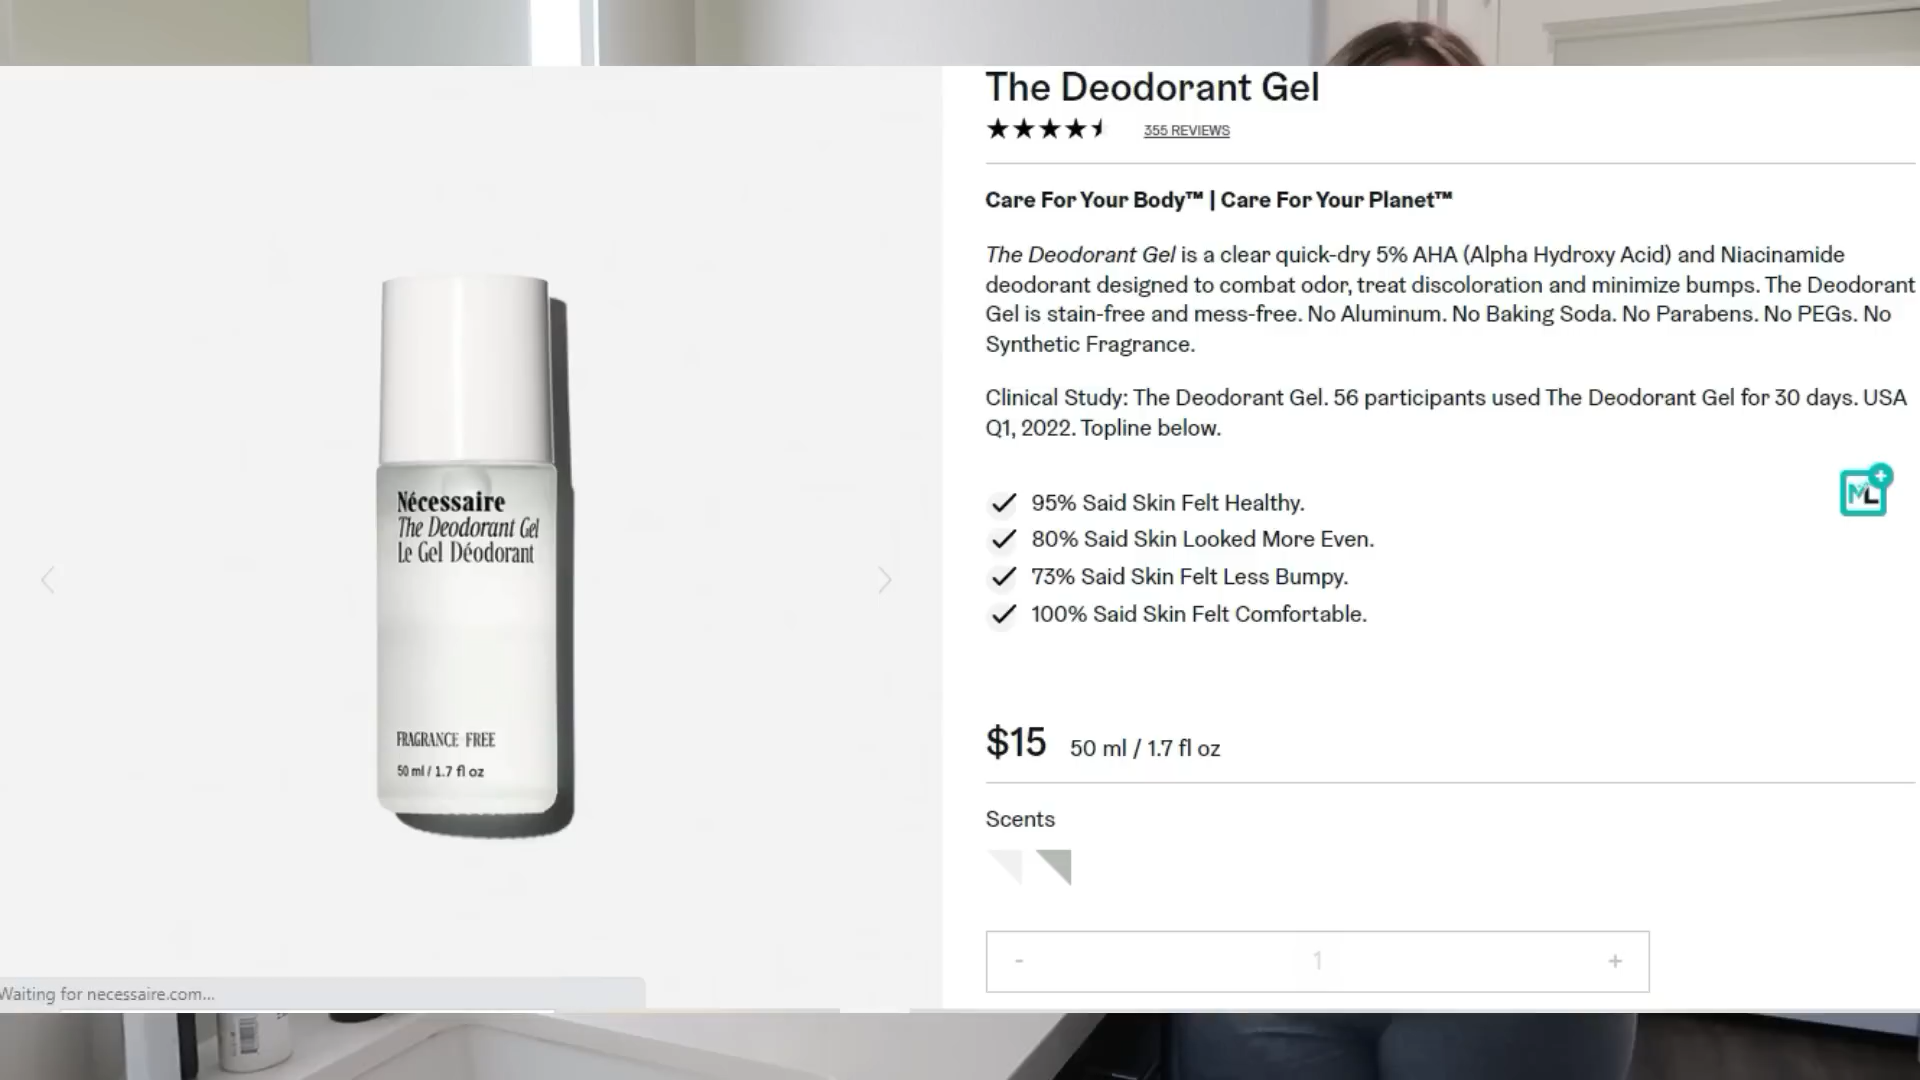 The Deodorant Gel
355 REVIEWS
Care For Your Body™ | Care For Your Planet™
The Deodorant Gel is a clear quick-dry 5% AHA (Alpha Hydroxy Acid) and Niacinamide
deodorant designed to combat odor, treat discoloration and minimize bumps. The Deodorant
Gel is stain-free and mess-free. No Aluminum. No Baking Soda. No Parabens. No PEGs. No
Synthetic Fragrance.
Clinical Study: The Deodorant Gel. 56 participants used The Deodorant Gel for 30 days. USA
Q1, 2022. Topline below.
95% Said Skin Felt Healthy.
80% Said Skin Looked More Even.
73% Said Skin Felt Less Bumpy.
100% Said Skin Felt Comfortable.
ML
$15 50 ml / 1.7 fl oz
Scents
- 1 +
Nécessaire
The Deodorant Gel
Le Gel Déodorant
FRAGRANCE FREE
50 ml / 1.7 fl oz
Waiting for necessaire.com...